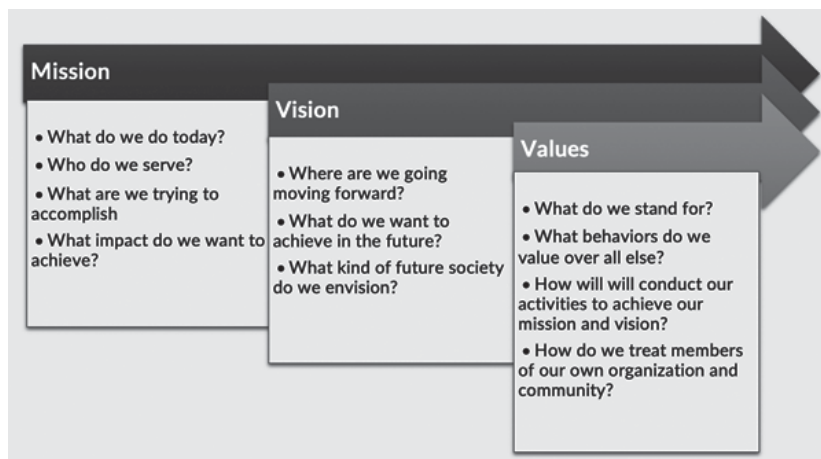 Mission
• What do we do today?
• Who do we serve?
• What are we trying to
accomplish
• What impact do we want to
achieve?
Vision
• Where are we going
moving forward?
• What do we want to
achieve in the future?
• What kind of future society
do we envision?
Values
• What do we stand for?
• What behaviors do we
value over all else?
• How will will conduct our
activities to achieve our
mission and vision?
• How do we treat members
of our own organization and
community?